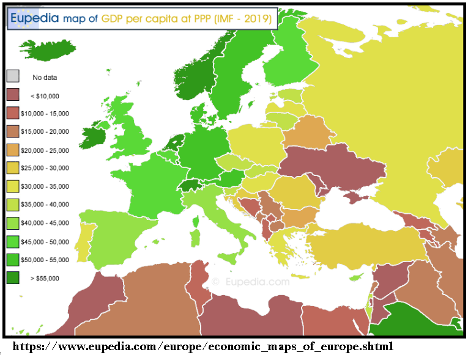 Eupedia map of GDP per capita at PPP (IMF - 2019)
No data
< $10,000
$10,000 - 15,000
$15,000 - 20,000
$20,000 - 25,000
$25,000 - 30,000
$30,000 - 35,000
$35,000 - 40,000
$40,000 - 45,000
$45,000 - 50,000
$50,000 - 55,000
> $55,000
© Eupedia.com
https://www.eupedia.com/europe/economic_maps_of_europe.shtml